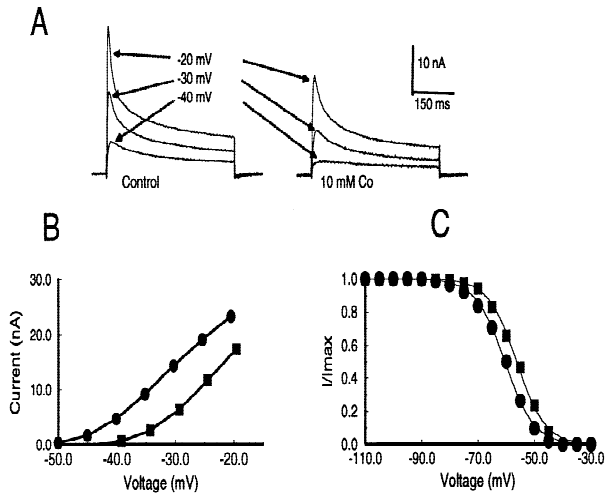 A
-20 mV
-30 mV
-40 mV
10 nA
150 ms
Control
10 mM Co
B
Current (nA)
30.0
20.0
10.0
0.0
-50.0
-40.0
-30.0
-20.0
Voltage (mV)
C
I/Imax
1.0
0.8
0.6
0.4
0.2
0.0
-110.0
-90.0
-70.0
-50.0
-30.0
Voltage (mV)